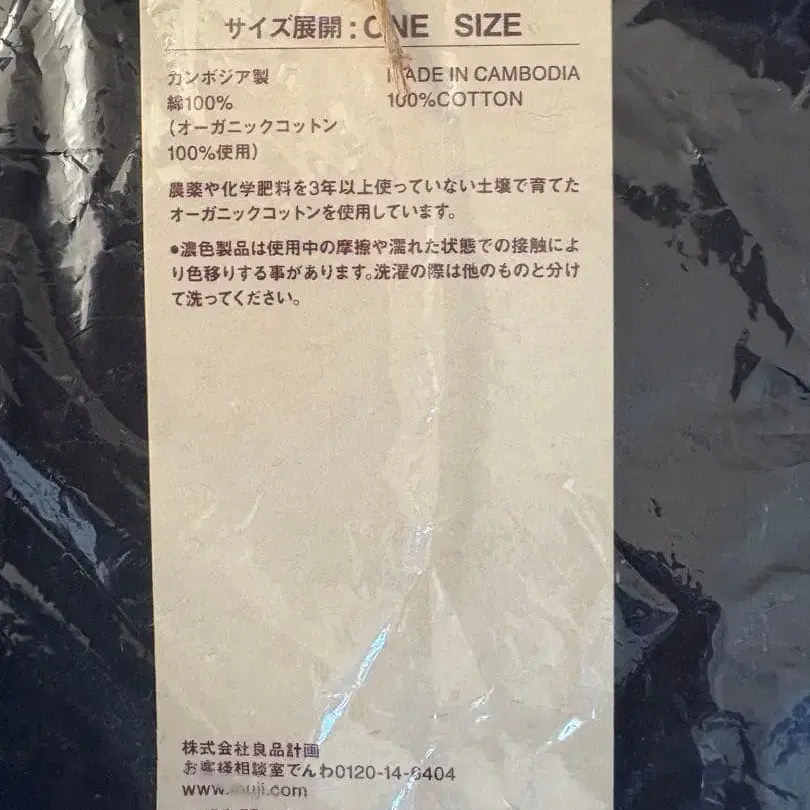 サイズ展開:ONE SIZE
カンボジア製
綿100%
(オーガニックコットン
100%使用)
MADE IN CAMBODIA
100%COTTON
農薬や化学肥料を3年以上使っていない土壌で育てた
オーガニックコットンを使用しています。
●濃色製品は使用中の摩擦や濡れた状態での接触によ
り色移りする事があります。洗濯の際は他のものと分け
て洗ってください。
株式会社良品計画
お客様相談室でんわ0120-14-6404
www.muji.com